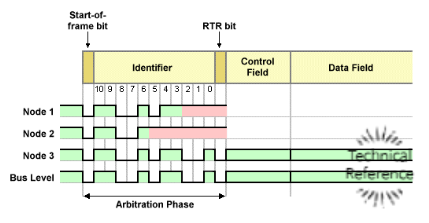 Start-of-
frame bit
RTR bit
Identifier
Control
Field
Data Field
10 9 8 7 6 5 4 3 2 1 0
Node 1
Node 2
Node 3
Bus Level
Technical
Reference
Arbitration Phase